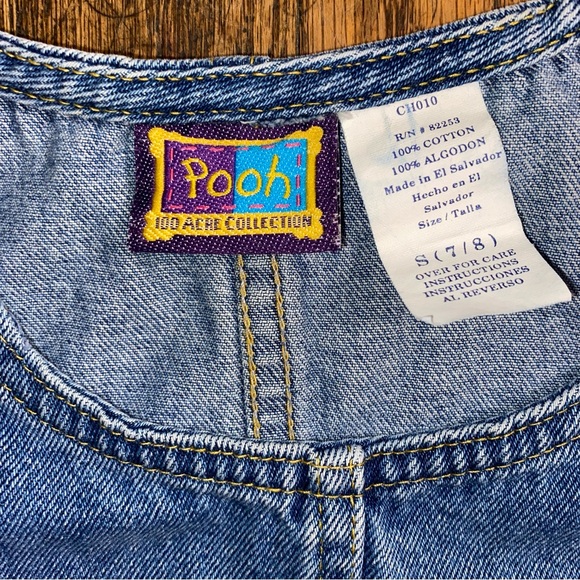 Pooh
100 ACRE COLLECTION
CH010
R/N # 82253
100% COTTON
100% ALGODON
Made in El Salvador
Hecho en El
Salvador
Size / Talla
S (7/8)
OVER FOR CARE
INSTRUCTIONS
INSTRUCCIONES
AL REVERSO